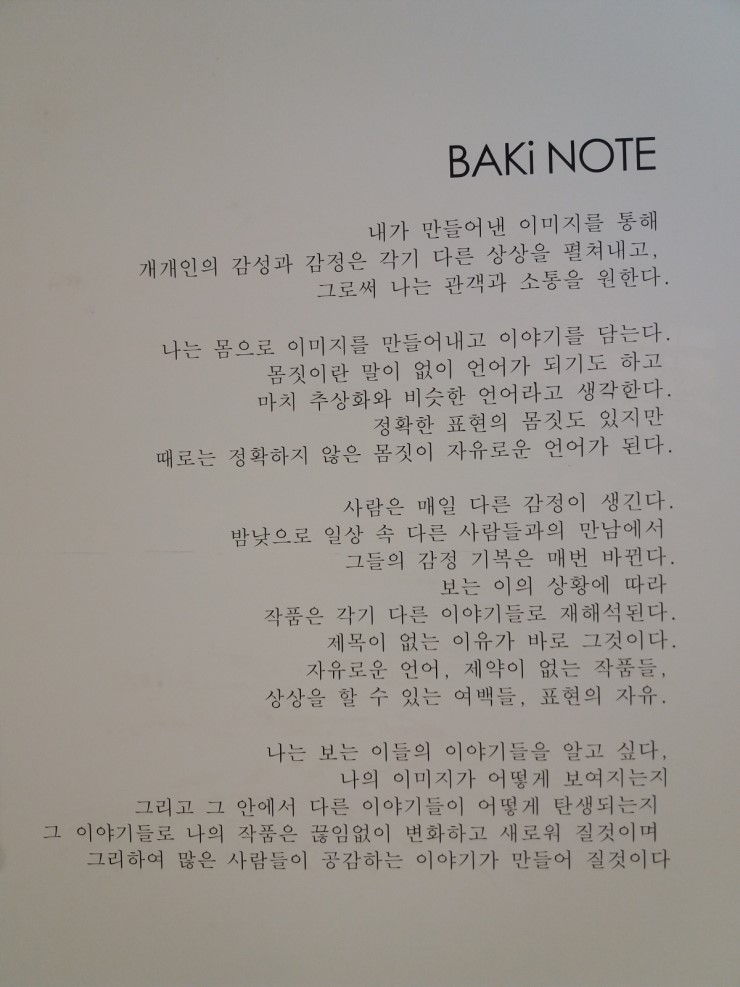 BAKi NOTE
내가 만들어낸 이미지를 통해
개개인의 감성과 감정은 각기 다른 상상을 펼쳐내고,
그로써 나는 관객과 소통을 원한다.
나는 몸으로 이미지를 만들어내고 이야기를 담는다.
몸짓이란 말이 없이 언어가 되기도 하고
마치 추상화와 비슷한 언어라고 생각한다.
정확한 표현의 몸짓도 있지만
때로는 정확하지 않은 몸짓이 자유로운 언어가 된다.
사람은 매일 다른 감정이 생긴다.
밤낮으로 일상 속 다른 사람들과의 만남에서
그들의 감정 기복은 매번 바뀐다.
보는 이의 상황에 따라
작품은 각기 다른 이야기들로 재해석된다.
제목이 없는 이유가 바로 그것이다.
자유로운 언어, 제약이 없는 작품들,
상상을 할 수 있는 여백들, 표현의 자유.
나는 보는 이들의 이야기들을 알고 싶다,
나의 이미지가 어떻게 보여지는지
그리고 그 안에서 다른 이야기들이 어떻게 탄생되는지
그 이야기들로 나의 작품은 끊임없이 변화하고 새로워 질것이며
그리하여 많은 사람들이 공감하는 이야기가 만들어 질것이다